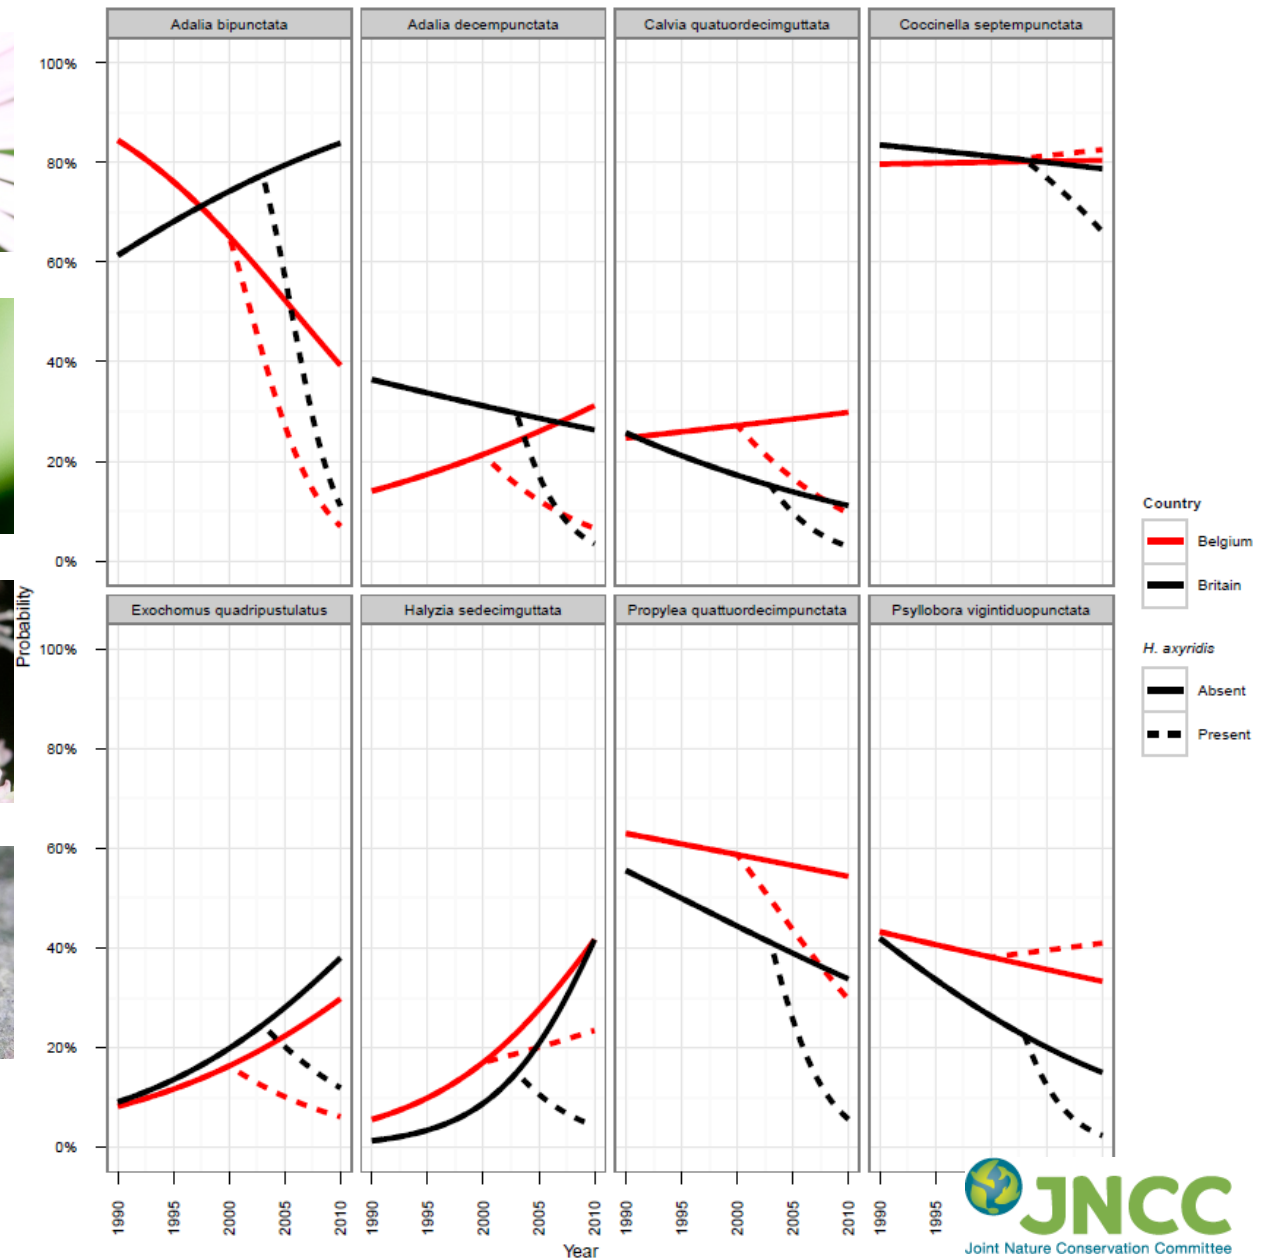 Adalia bipunctata
Adalia decempunctata
Calvia quatuordecimguttata
Coccinella septempunctata
100%
80%
60%
40%
20%
0%
Probability
Exochomus quadripustulatus
Halyzia sedecimguttata
Propylea quattuordecimpunctata
Psyllobora vigintiduopunctata
100%
80%
60%
40%
20%
0%
1990
1995
2000
2005
2010
1990
1995
2000
2005
2010
1990
1995
2000
2005
2010
1990
1995
Year
Country
Belgium
Britain
H. axyridis
Absent
Present
JNCC
Joint Nature Conservation Committee